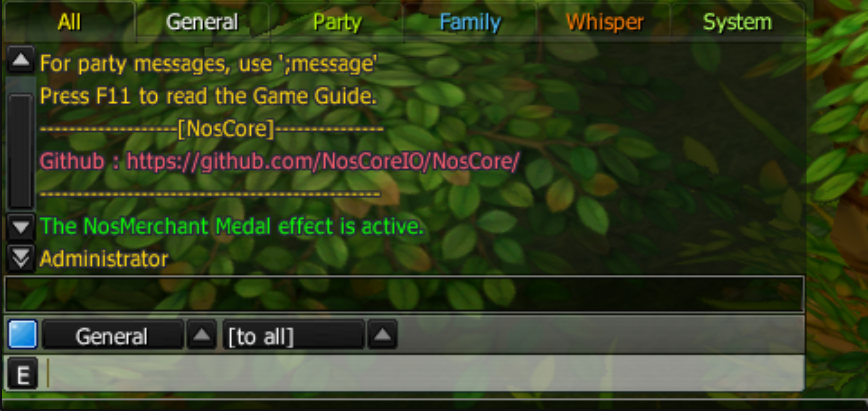 All General Party Family Whisper System
For party messages, use ';message'
Press F11 to read the Game Guide.
-------------------[NosCore]---------------
Github : https://github.com/NosCoreIO/NosCore/
-----------------------------------------------
The NosMerchant Medal effect is active.
Administrator
General [to all]
E